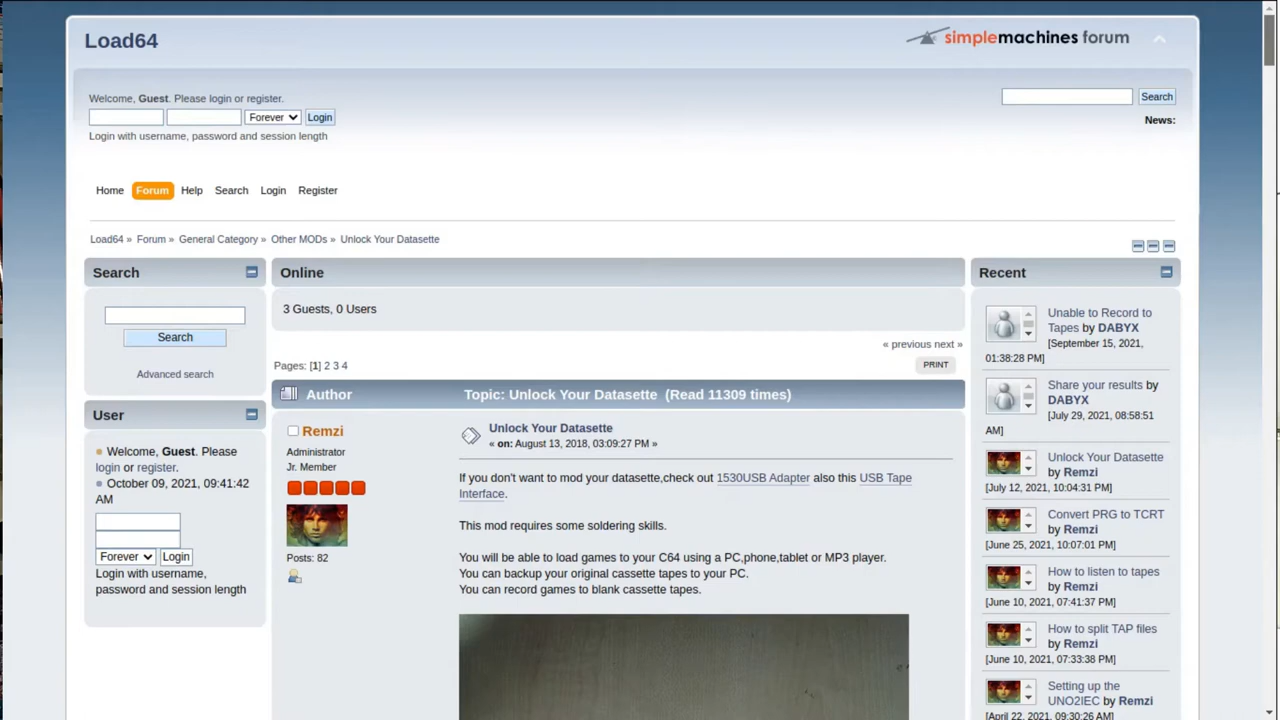 Load64
simplemachines forum
Welcome, Guest. Please login or register.
Forever Login
Login with username, password and session length
Search
News:
Home Forum Help Search Login Register
Load64 » Forum » General Category » Other MODs » Unlock Your Datasette
Search
Search
Advanced search
User
Welcome, Guest. Please
login or register.
October 09, 2021, 09:41:42
AM
Forever Login
Login with username,
password and session length
Online
3 Guests, 0 Users
« previous next »
Pages: [1] 2 3 4
PRINT
Author Topic: Unlock Your Datasette (Read 11309 times)
Remzi
Administrator
Jr. Member
Posts: 82
Unlock Your Datasette
« on: August 13, 2018, 03:09:27 PM »
If you don't want to mod your datasette,check out 1530USB Adapter also this USB Tape
Interface.
This mod requires some soldering skills.
You will be able to load games to your C64 using a PC,phone,tablet or MP3 player.
You can backup your original cassette tapes to your PC.
You can record games to blank cassette tapes.
Recent
Unable to Record to
Tapes by DABYX
[September 15, 2021,
01:38:28 PM]
Share your results by
DABYX
[July 29, 2021, 08:58:51
AM]
Unlock Your Datasette
by Remzi
[July 12, 2021, 10:04:31 PM]
Convert PRG to TCRT
by Remzi
[June 25, 2021, 10:07:01 PM]
How to listen to tapes
by Remzi
[June 10, 2021, 07:41:37 PM]
How to split TAP files
by Remzi
[June 10, 2021, 07:33:38 PM]
Setting up the
UNO2IEC by Remzi
[April 22, 2021, 09:30:26 AM]